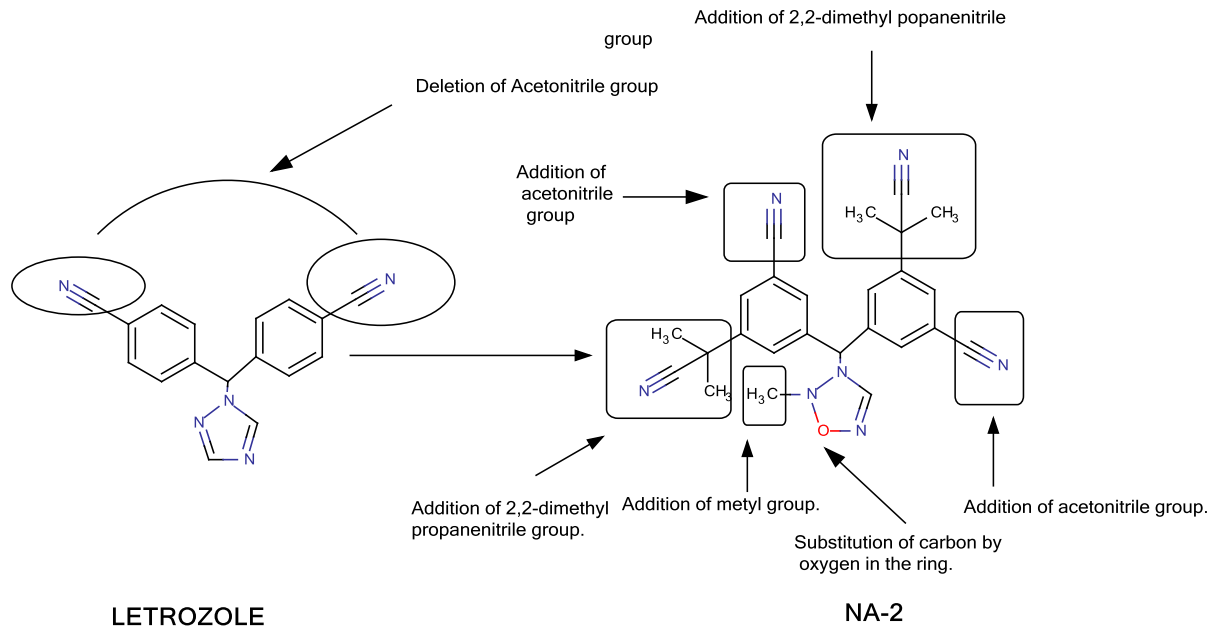 Addition of 2,2-dimethyl popanenitrile
group
Deletion of Acetonitrile group
Addition of
acetonitrile
group
N
H3C
CH3
N
N
N
H3C
N
CH3
H3C
N
N
N
O
N
N
N
N
N
Addition of 2,2-dimethyl
propanenitrile group.
Addition of metyl group.
Addition of acetonitrile group.
Substitution of carbon by
oxygen in the ring.
LETROZOLE
NA-2